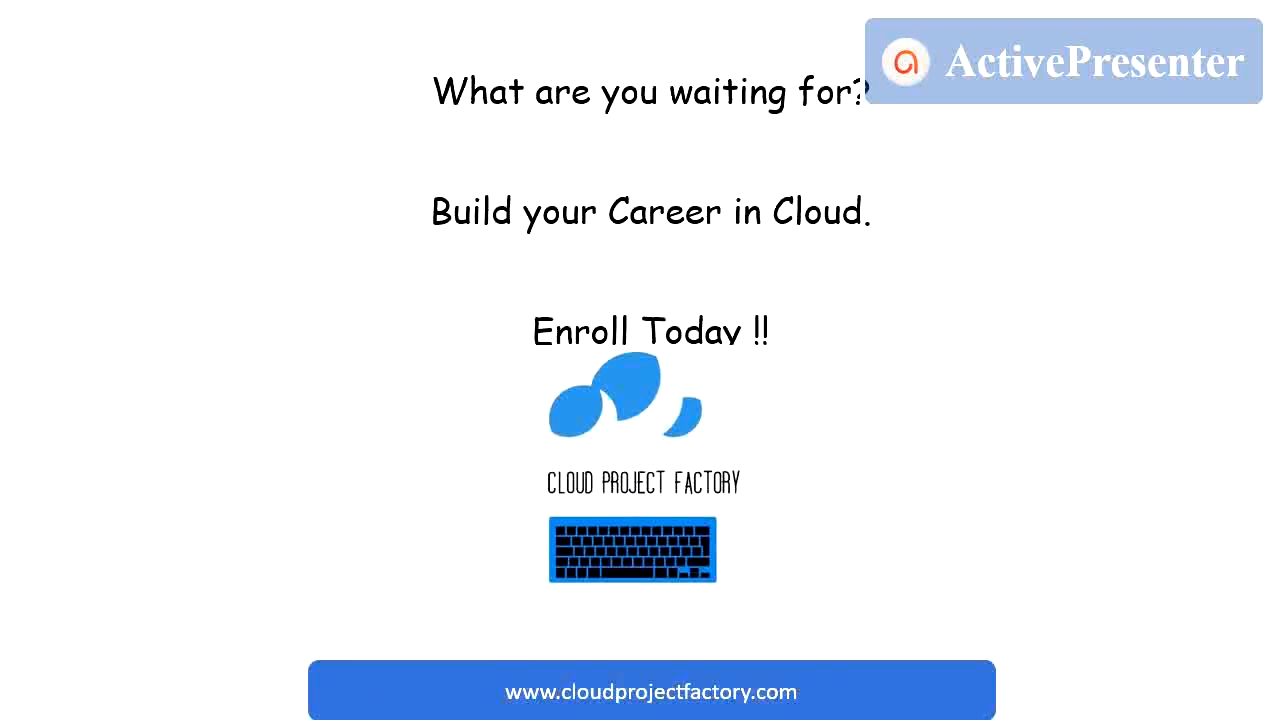 ActivePresenter
What are you waiting for?
Build your Career in Cloud.
Enroll Today !!
CLOUD PROJECT FACTORY
www.cloudprojectfactory.com